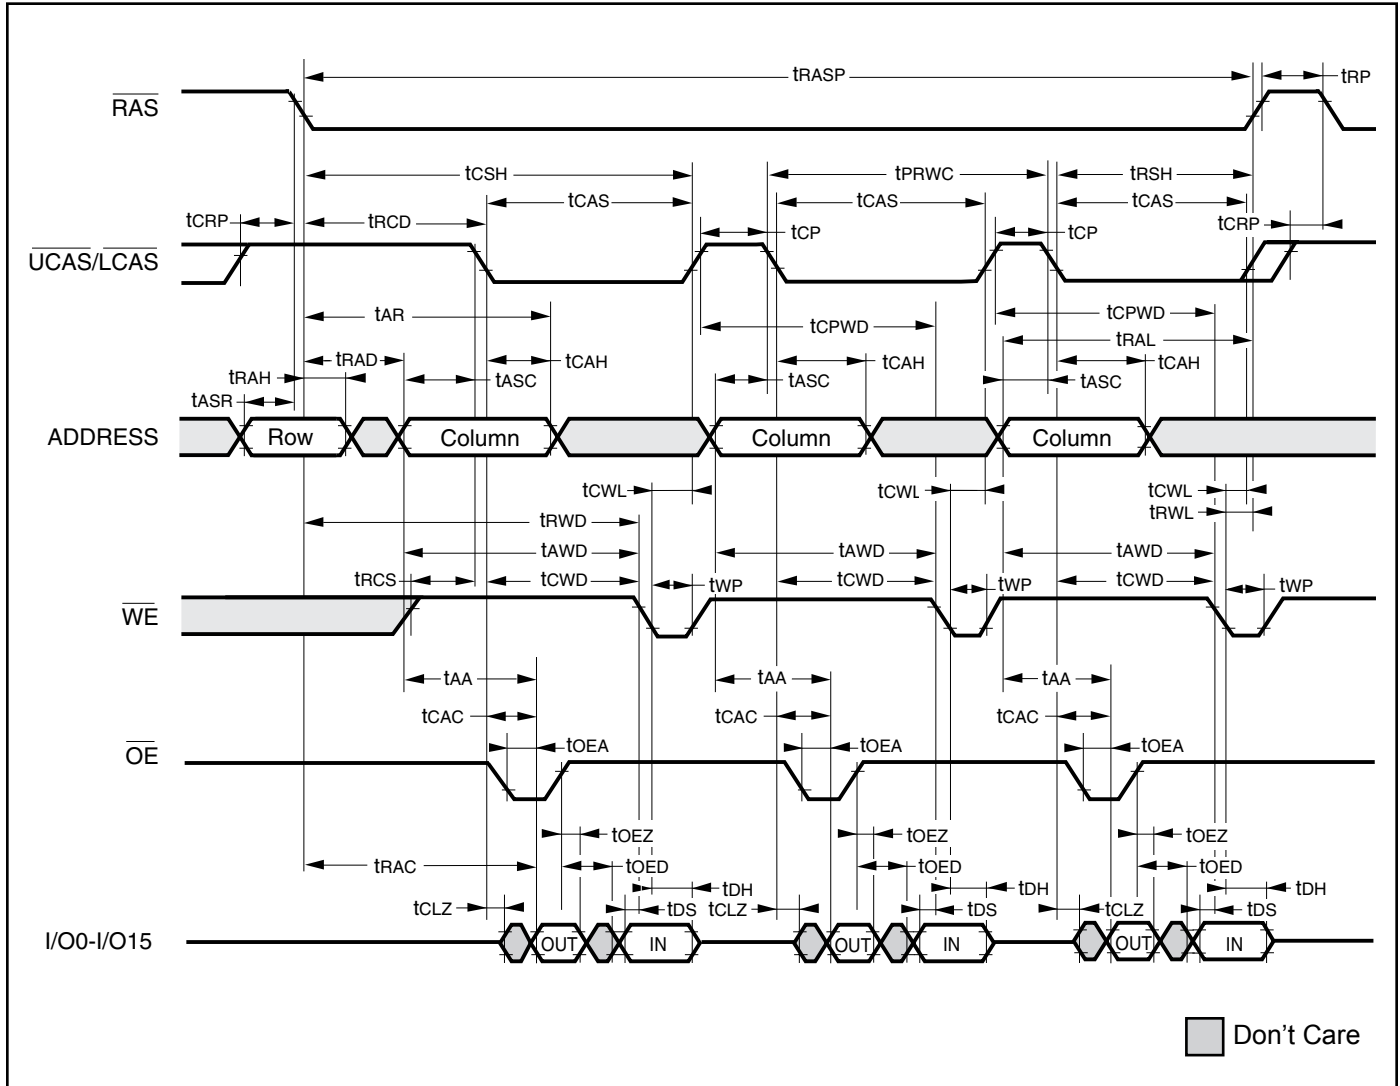 tRASP
tRP
RAS
tCSH
tPRWC
tRSH
tCAS
tCAS
tCAS
tCRP
tRCD
tCP
tCP
tCRP
UCAS/LCAS
tAR
tCPWD
tCPWD
tRAL
tRAD
tCAH
tCAH
tCAH
tRAH
tASC
tASC
tASC
tASR
ADDRESS
Row
Column
Column
Column
tCWL
tCWL
tCWL
tRWD
tRWL
tAWD
tAWD
tAWD
tRCS
tCWD
tWP
tCWD
tWP
tCWD
tWP
WE
tAA
tAA
tAA
tCAC
tCAC
tCAC
tOEA
tOEA
tOEA
OE
tOEZ
tOEZ
tOEZ
tRAC
tOED
tOED
tOED
tDH
tDH
tDH
tCLZ
tDS
tCLZ
tDS
tCLZ
tDS
I/O0-I/O15
OUT
IN
OUT
IN
OUT
IN
Don't Care